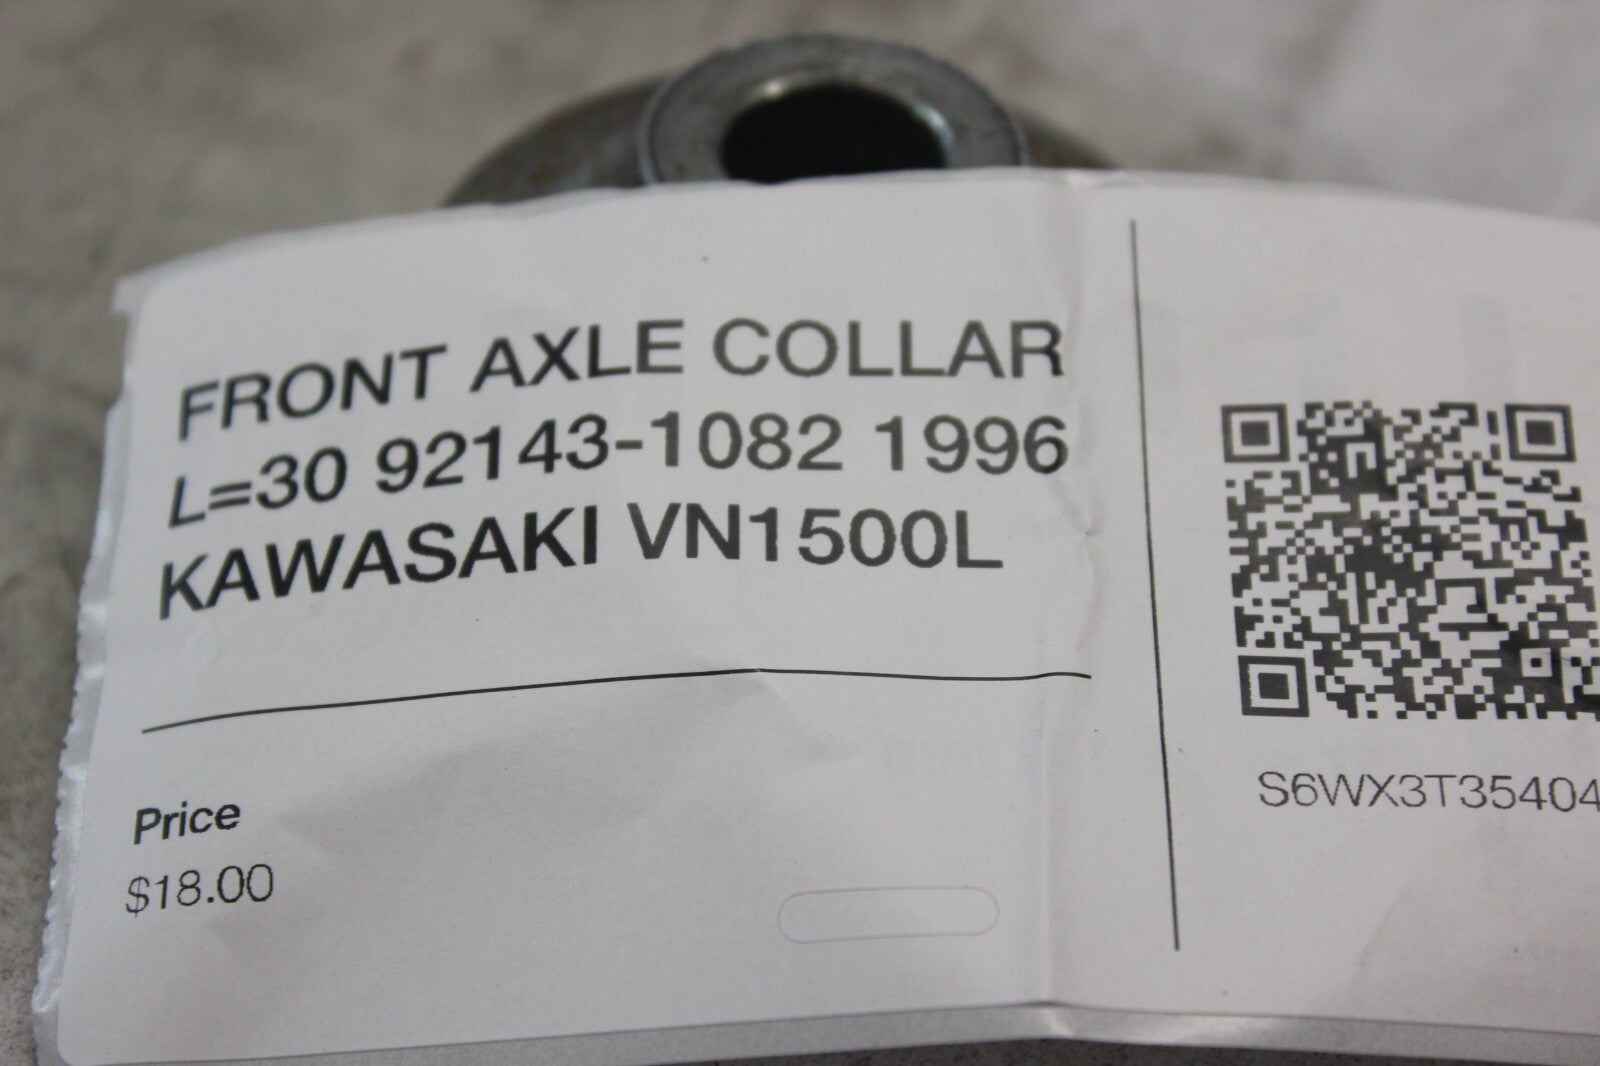 FRONT AXLE COLLAR
L=30 92143-1082 1996
KAWASAKI VN1500L
Price
$18.00
S6WX3T35404